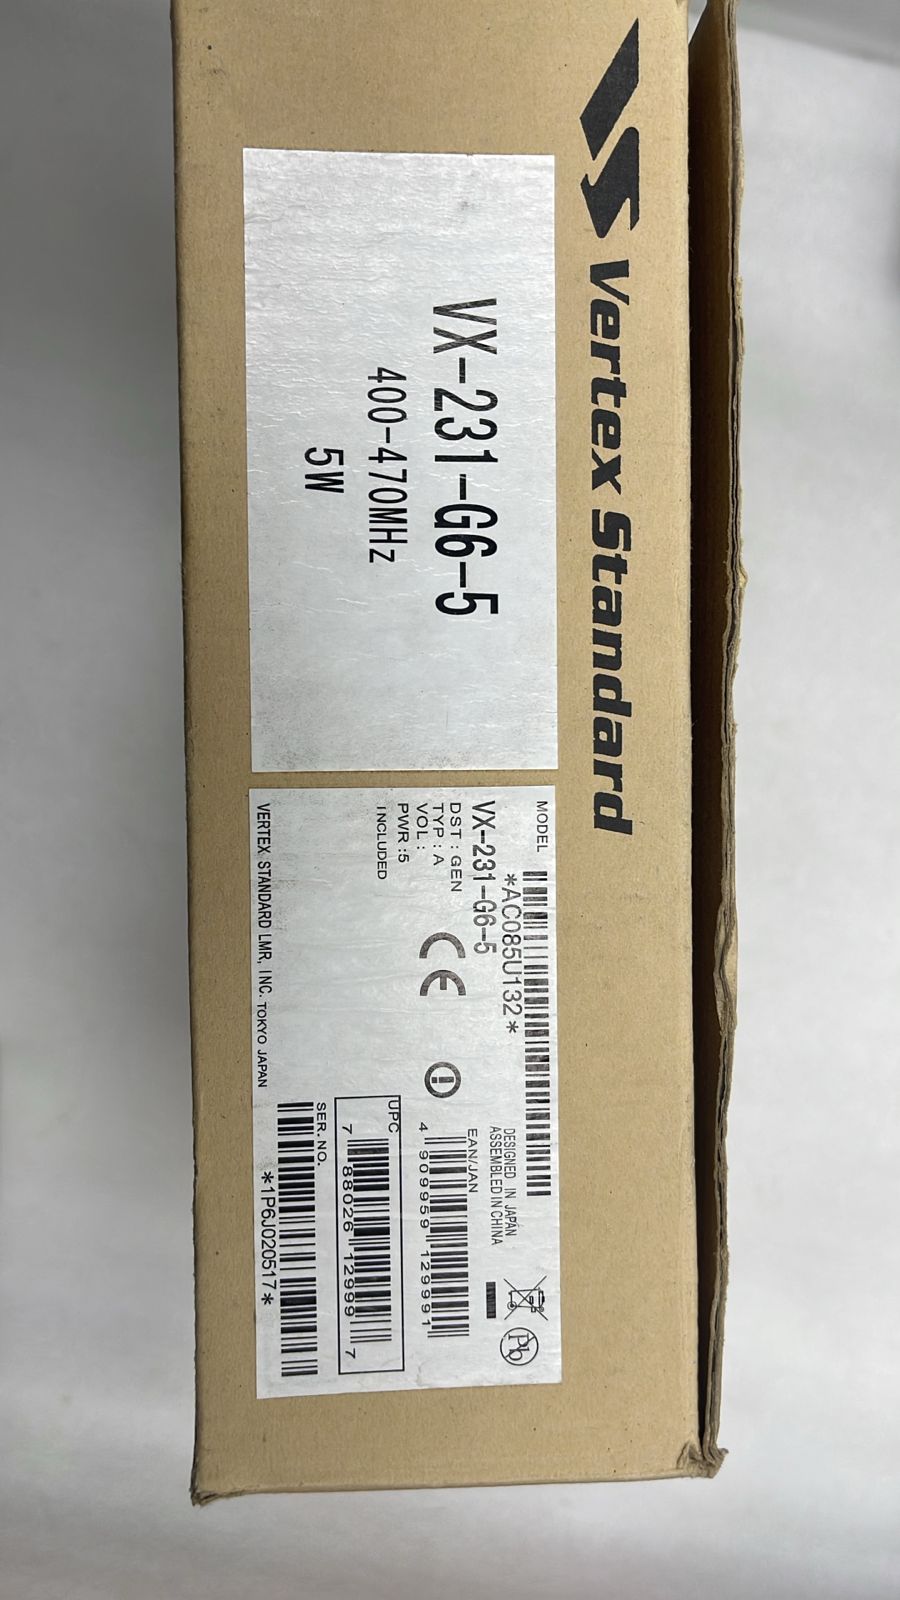 Vertex Standard
VX-231-G6-5
400-470MHz
5W
MODEL
*AC085U132*
VX-231-G6-5
DST : GEN
TYP : A
VOL :
PWR :5
INCLUDED
DESIGNED IN JAPAN
ASSEMBLED IN CHINA
Pb
EAN/JAN
4 909959 129991
UPC
7 88026 12999 7
SER.NO.
*1P6J020517*
VERTEX STANDARD LMR, INC. TOKYO JAPAN